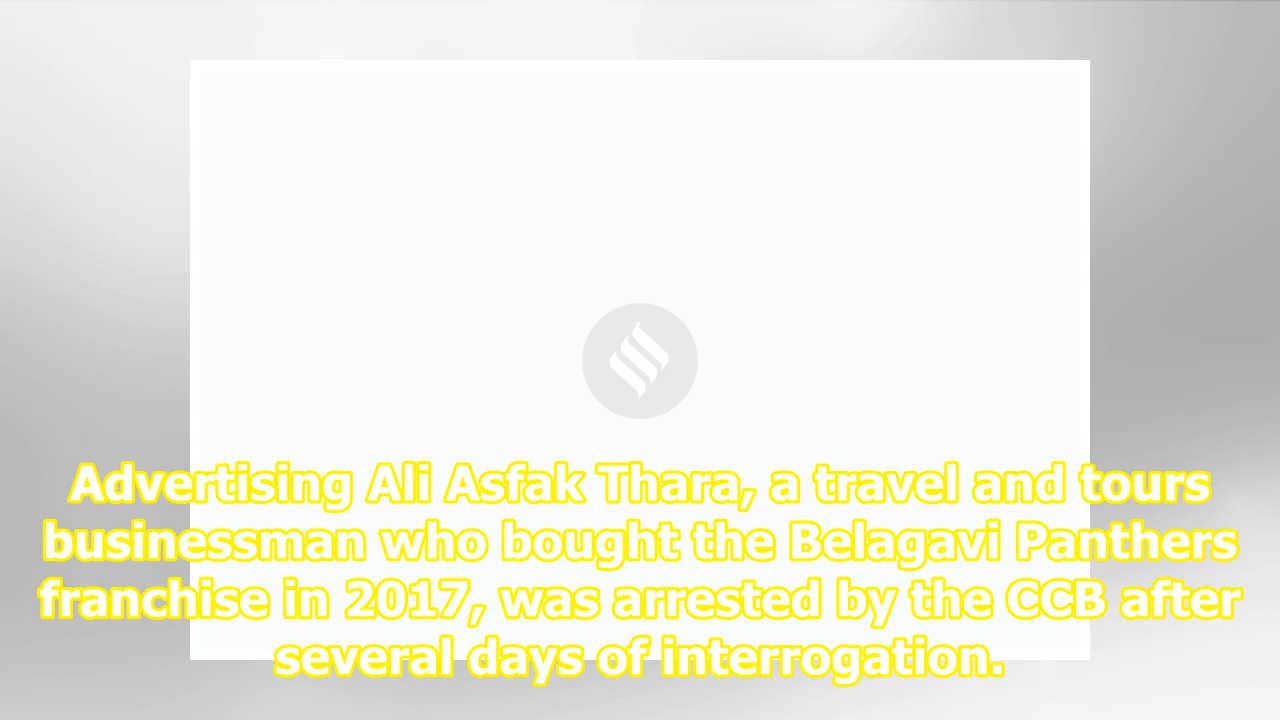 Advertising Ali Asfak Thara, a travel and tours
businessman who bought the Belagavi Panthers
franchise in 2017, was arrested by the CCB after
several days of interrogation.